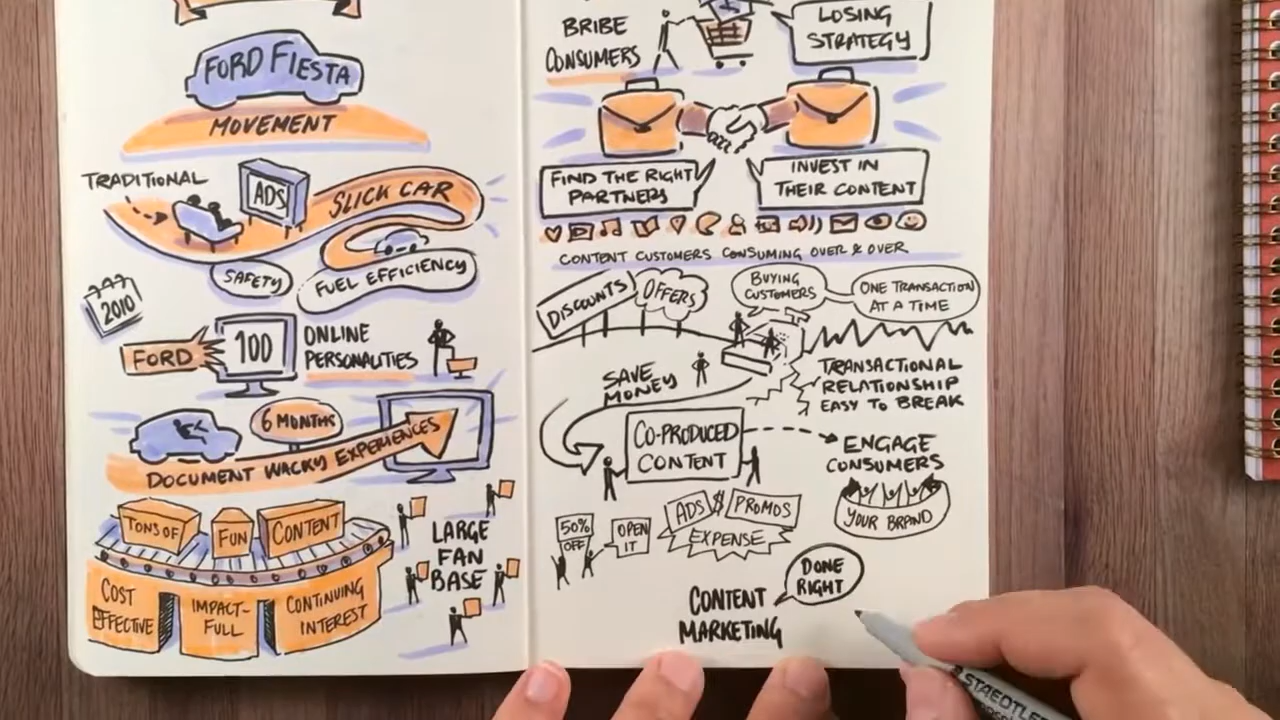 FORD FIESTA
MOVEMENT
TRADITIONAL
ADS
SLICK CAR
SAFETY
FUEL EFFICIENCY
2010
FORD
100
ONLINE
PERSONALITIES
6 MONTHS
DOCUMENT WACKY EXPERIENCES
TONS OF
FUN
CONTENT
COST
EFFECTIVE
IMPACT-
FULL
CONTINUING
INTEREST
LARGE
FAN
BASE
BRIBE
CONSUMERS
LOSING
STRATEGY
FIND THE RIGHT
PARTNERS
INVEST IN
THEIR CONTENT
CONTENT CUSTOMERS CONSUMING OVER & OVER
DISCOUNTS
OFFERS
BUYING
CUSTOMERS
ONE TRANSACTION
AT A TIME
SAVE
MONEY
TRANSACTIONAL
RELATIONSHIP
EASY TO BREAK
CO-PRODUCED
CONTENT
ENGAGE
CONSUMERS
YOUR BRAND
50%
OFF
OPEN
IT
ADS $ PROMOS
EXPENSE
CONTENT
MARKETING
DONE
RIGHT
STAEDTLER